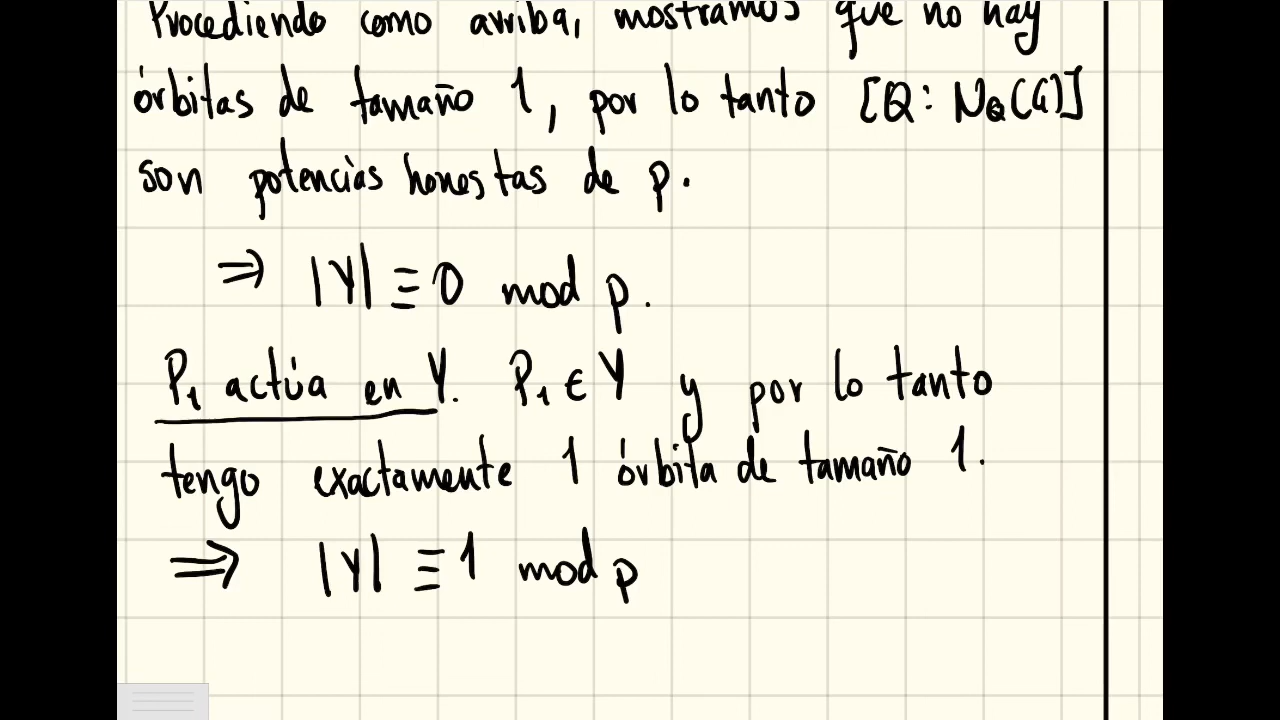 Procediendo como arriba, mostramos que no hay
órbitas de tamaño 1, por lo tanto [Q: N_Q(G)]
son potencias honestas de p.
⇒ |Y| ≡ 0 mod p.
P₁ actúa en Y. P₁ ∈ Y y por lo tanto
tengo exactamente 1 órbita de tamaño 1.
⇒ |Y| ≡ 1 mod p